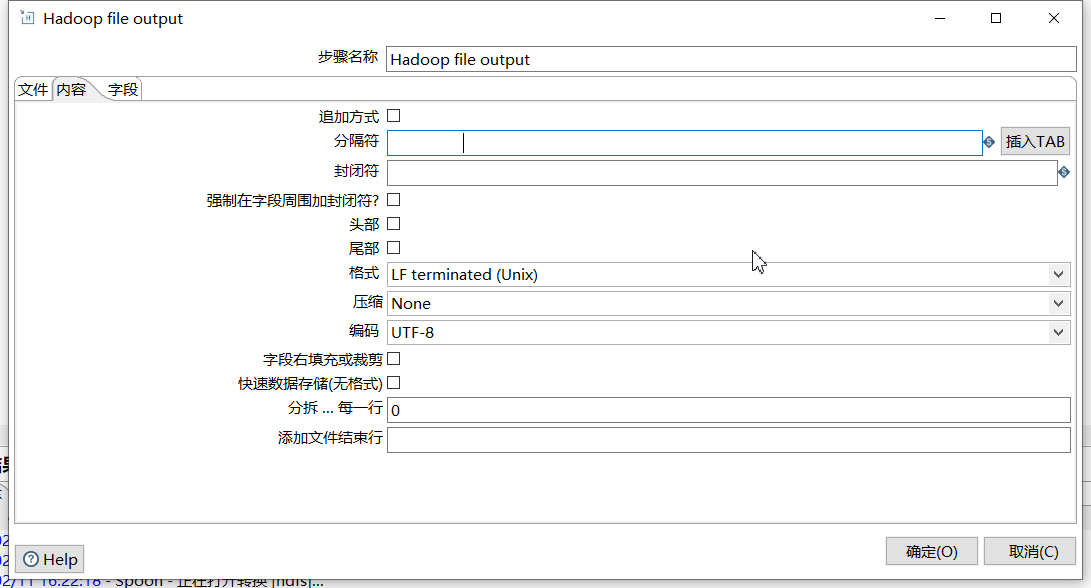 Hadoop file output
步骤名称 Hadoop file output
文件 内容 字段
追加方式
分隔符 插入TAB
封闭符
强制在字段周围加封闭符?
头部
尾部
格式 LF terminated (Unix)
压缩 None
编码 UTF-8
字段右填充或裁剪
快速数据存储(无格式)
分拆 ... 每一行 0
添加文件结束行
确定(O) 取消(C)
Help
16:22:18 - Spoon - 正在打开转换 [hdfs]...